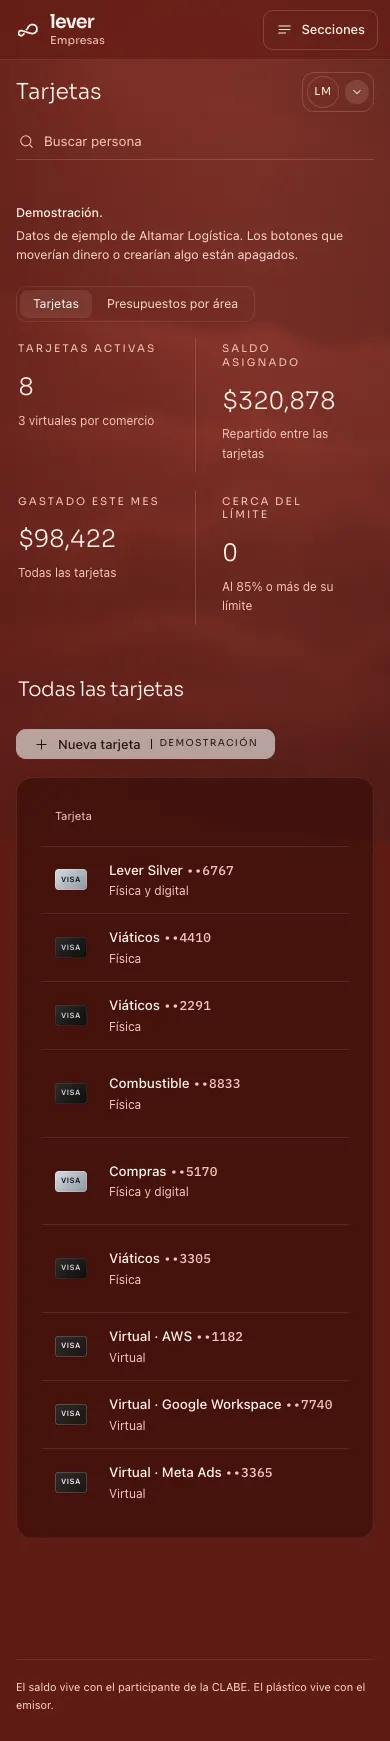 lever
Empresas
Secciones
Tarjetas
LM
Buscar persona
Demostración.
Datos de ejemplo de Altamar Logística. Los botones que
moverían dinero o crearían algo están apagados.
Tarjetas
Presupuestos por área
TARJETAS ACTIVAS
8
3 virtuales por comercio
SALDO
ASIGNADO
$320,878
Repartido entre las
tarjetas
GASTADO ESTE MES
$98,422
Todas las tarjetas
CERCA DEL
LÍMITE
0
Al 85% o más de su
límite
Todas las tarjetas
+ Nueva tarjeta | DEMOSTRACIÓN
Tarjeta
VISA
Lever Silver ••6767
Física y digital
VISA
Viáticos ••4410
Física
VISA
Viáticos ••2291
Física
VISA
Combustible ••8833
Física
VISA
Compras ••5170
Física y digital
VISA
Viáticos ••3305
Física
VISA
Virtual · AWS ••1182
Virtual
VISA
Virtual · Google Workspace ••7740
Virtual
VISA
Virtual · Meta Ads ••3365
Virtual
El saldo vive con el participante de la CLABE. El plástico vive con el
emisor.